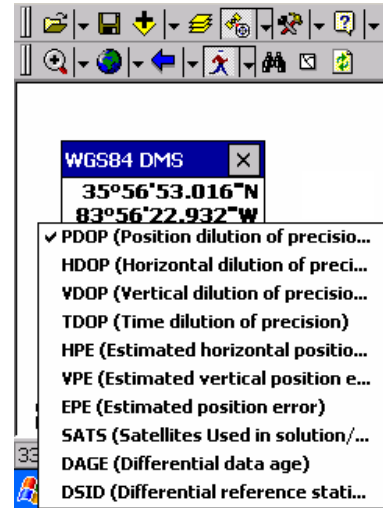 WGS84 DMS
35°56'53.016"N
83°56'22.932"W
PDOP (Position dilution of precisio...
HDOP (Horizontal dilution of preci...
VDOP (Vertical dilution of precisio...
TDOP (Time dilution of precision)
HPE (Estimated horizontal positio...
VPE (Estimated vertical position e...
EPE (Estimated position error)
SATS (Satellites Used in solution/...
DAGE (Differential data age)
DSID (Differential reference stati...
33